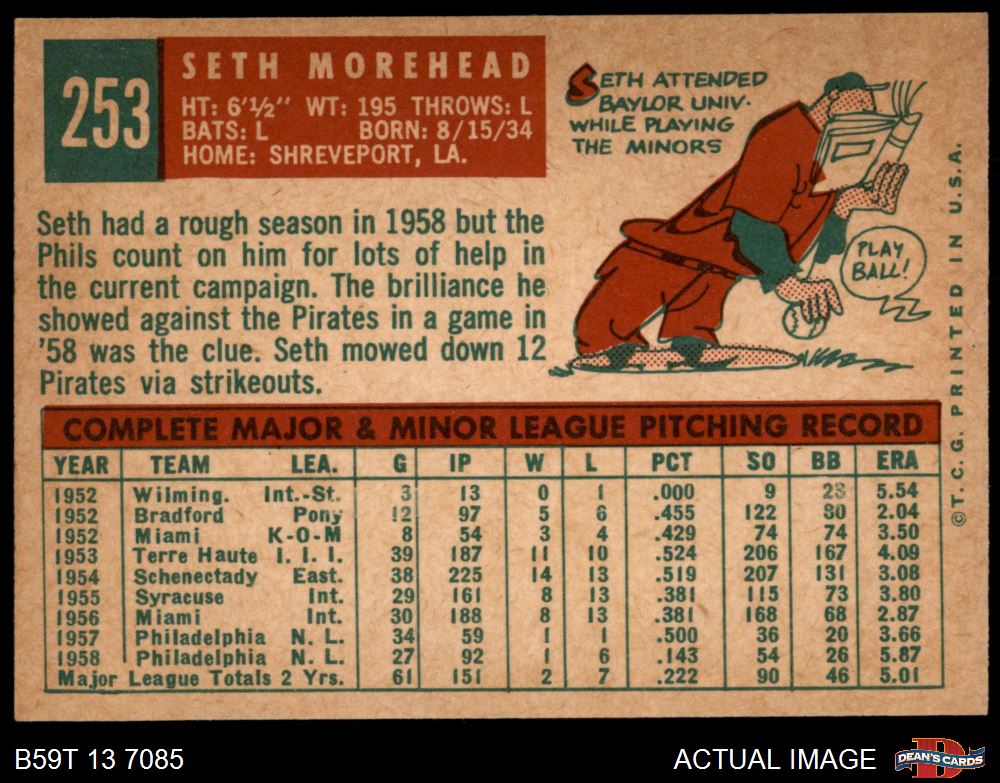 253
SETH MOREHEAD
HT: 6'½" WT: 195 THROWS: L
BATS: L BORN: 8/15/34
HOME: SHREVEPORT, LA.
SETH ATTENDED
BAYLOR UNIV.
WHILE PLAYING
THE MINORS
PLAY
BALL!
Seth had a rough season in 1958 but the
Phils count on him for lots of help in
the current campaign. The brilliance he
showed against the Pirates in a game in
'58 was the clue. Seth mowed down 12
Pirates via strikeouts.
COMPLETE MAJOR & MINOR LEAGUE PITCHING RECORD
YEAR TEAM LEA. G IP W L PCT SO BB ERA
1952 Wilming. Int.-St. 3 13 0 1 .000 9 23 5.54
1952 Bradford Pony 12 97 5 6 .455 122 80 2.04
1952 Miami K-O-M 8 54 3 4 .429 74 74 3.50
1953 Terre Haute I. I. I. 39 187 11 10 .524 206 167 4.09
1954 Schenectady East. 38 225 14 13 .519 207 131 3.08
1955 Syracuse Int. 29 161 8 13 .381 115 73 3.80
1956 Miami Int. 30 188 8 13 .381 168 68 2.87
1957 Philadelphia N. L. 34 59 1 1 .500 36 20 3.66
1958 Philadelphia N. L. 27 92 1 6 .143 54 26 5.87
Major League Totals 2 Yrs. 61 151 2 7 .222 90 46 5.01
©T. C. G. PRINTED IN U.S.A.
B59T 13 7085
ACTUAL IMAGE
D
DEAN'S CARDS